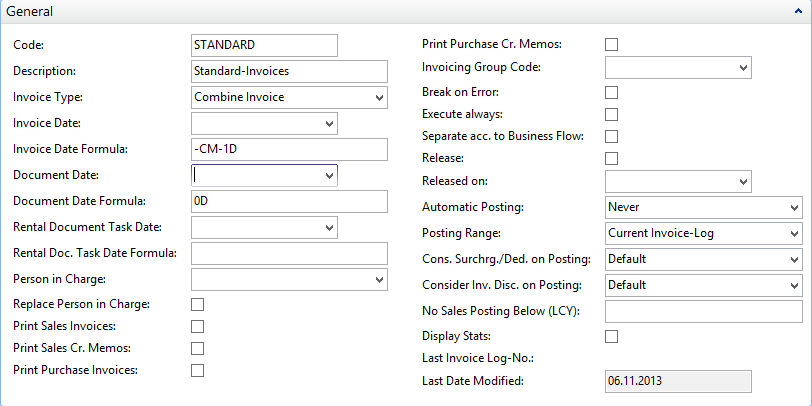 General
Code: STANDARD
Description: Standard-Invoices
Invoice Type: Combine Invoice
Invoice Date:
Invoice Date Formula: -CM-1D
Document Date:
Document Date Formula: 0D
Rental Document Task Date:
Rental Doc. Task Date Formula:
Person in Charge:
Replace Person in Charge:
Print Sales Invoices:
Print Sales Cr. Memos:
Print Purchase Invoices:
Print Purchase Cr. Memos:
Invoicing Group Code:
Break on Error:
Execute always:
Separate acc. to Business Flow:
Release:
Released on:
Automatic Posting: Never
Posting Range: Current Invoice-Log
Cons. Surchrg./Ded. on Posting: Default
Consider Inv. Disc. on Posting: Default
No Sales Posting Below (LCY):
Display Stats:
Last Invoice Log-No.:
Last Date Modified: 06.11.2013